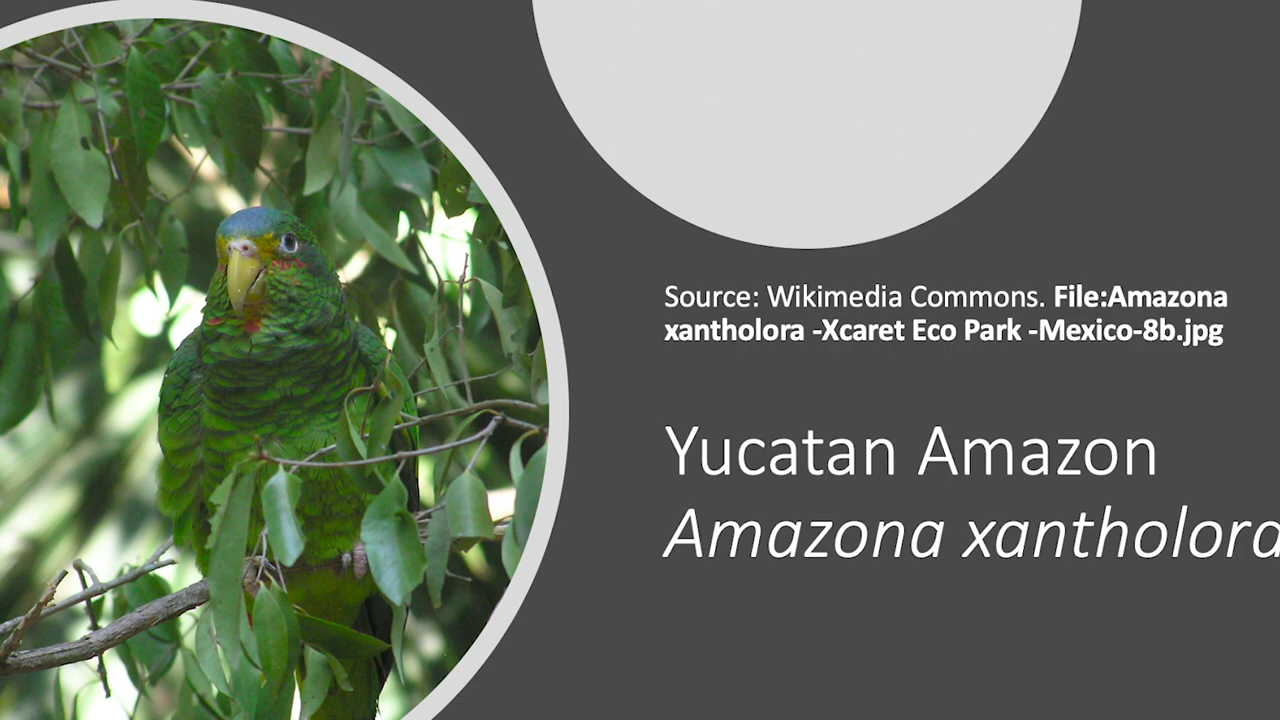 Source: Wikimedia Commons. File:Amazona
xantholora -Xcaret Eco Park -Mexico-8b.jpg
Yucatan Amazon
Amazona xantholora